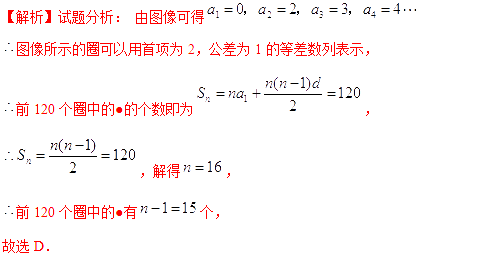 【解析】试题分析： 由图像可得 a₁=0，a₂=2，a₃=3，a₄=4⋯
∴图像所示的圈可以用首项为 2，公差为 1 的等差数列表示，
∴前 120 个圈中的●的个数即为 Sₙ=na₁+n(n−1)d/2=120，
∴Sₙ=n(n−1)/2=120，解得 n=16，
∴前 120 个圈中的●有 n−1=15 个，
故选 D．